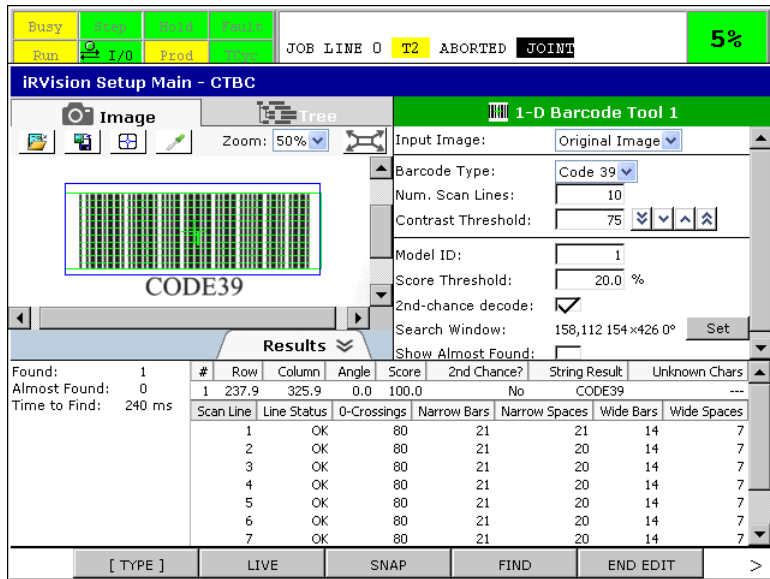 Busy Step Hold Fault
Run I/O Prod TCyc
JOB LINE 0 T2 ABORTED JOINT
5%
iRVision Setup Main - CTBC
Image Tree
Zoom: 50%
CODE39
1-D Barcode Tool 1
Input Image: Original Image
Barcode Type: Code 39
Num. Scan Lines: 10
Contrast Threshold: 75
Model ID: 1
Score Threshold: 20.0 %
2nd-chance decode:
Search Window: 158,112 154×426 0° Set
Show Almost Found:
Results
Found: 1
Almost Found: 0
Time to Find: 240 ms
# Row Column Angle Score 2nd Chance? String Result Unknown Chars
1 237.9 325.9 0.0 100.0 No CODE39 ---
Scan Line Line Status 0-Crossings Narrow Bars Narrow Spaces Wide Bars Wide Spaces
1 OK 80 21 21 14 7
2 OK 80 21 20 14 7
3 OK 80 21 20 14 7
4 OK 80 21 20 14 7
5 OK 80 21 20 14 7
6 OK 80 21 20 14 7
7 OK 80 21 20 14 7
[ TYPE ] LIVE SNAP FIND END EDIT >